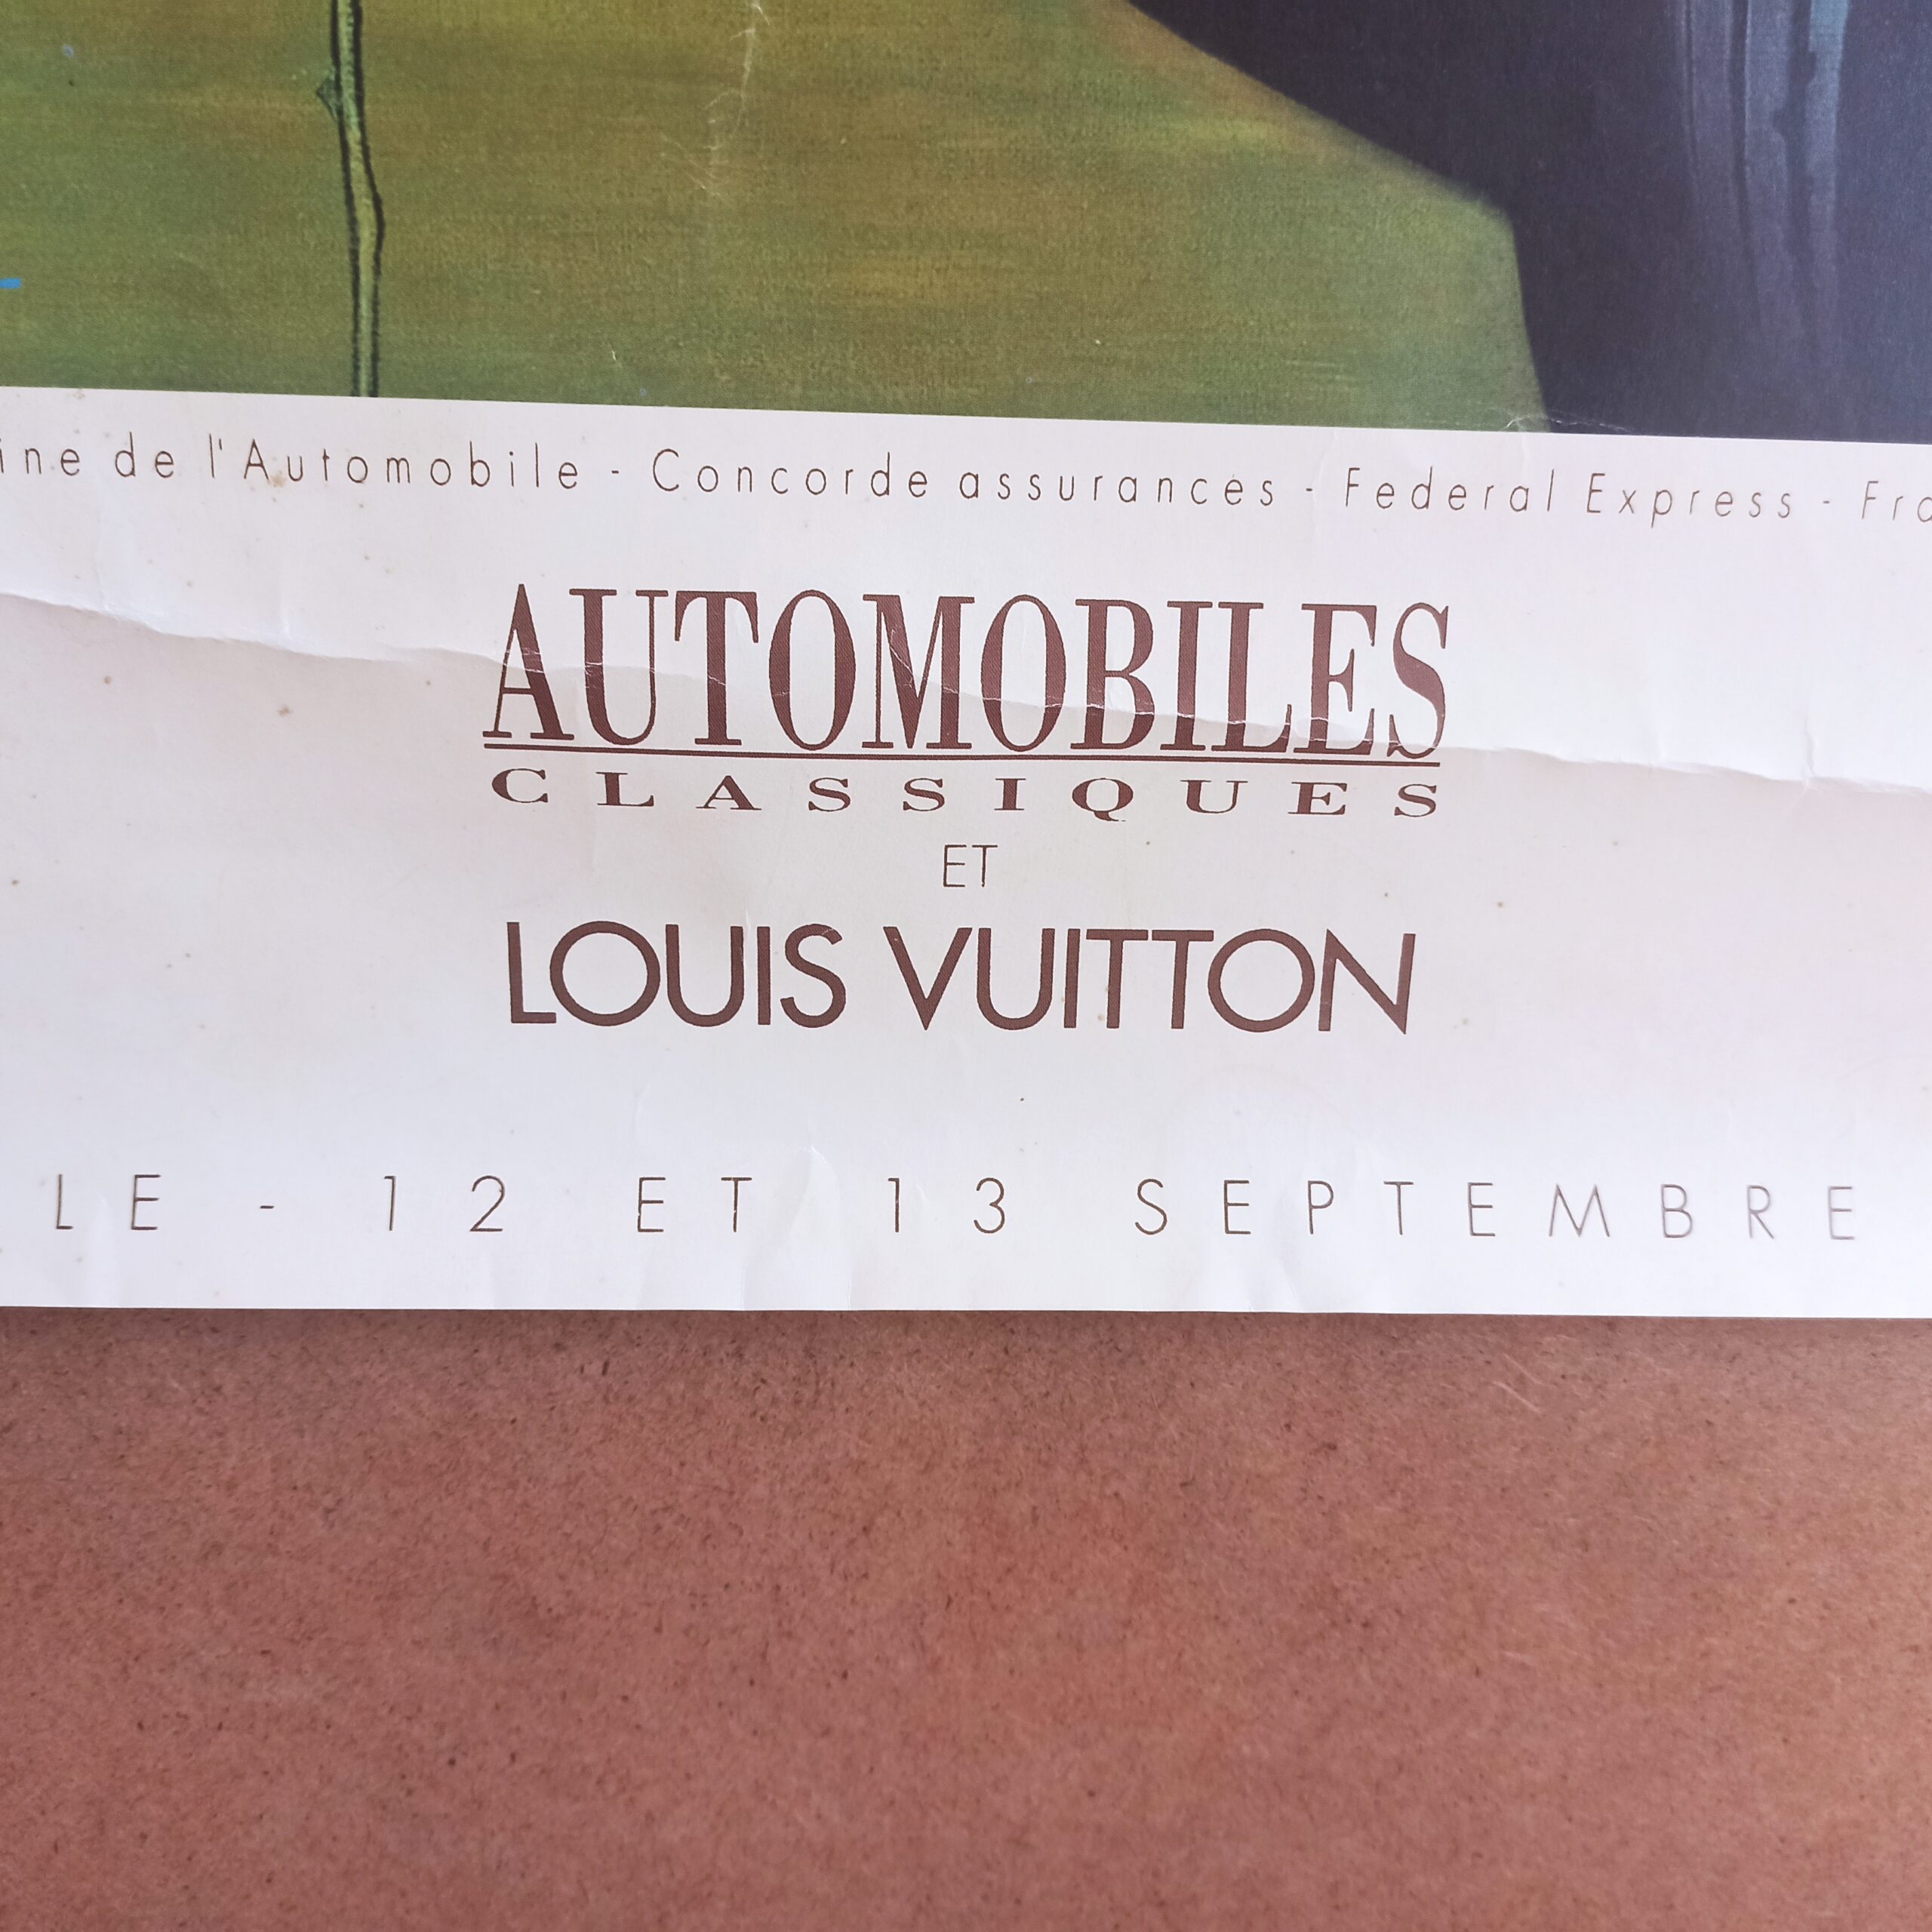 ine de l'Automobile - Concorde assurances - Federal Express - Fra
AUTOMOBILES
CLASSIQUES
ET
LOUIS VUITTON
LE - 12 ET 13 SEPTEMBRE